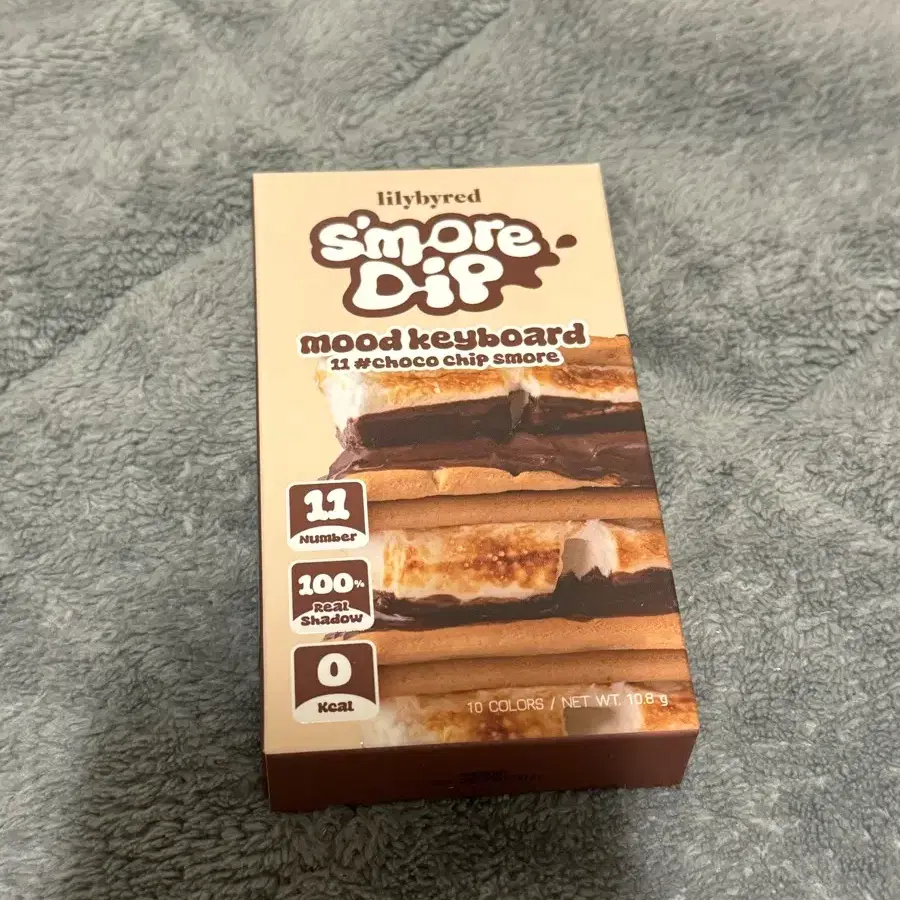 lilybyred
S'more
Dip
mood keyboard
11 #choco chip smore
11
Number
100%
Real
Shadow
0
Kcal
10 COLORS / NET WT. 10.8 g